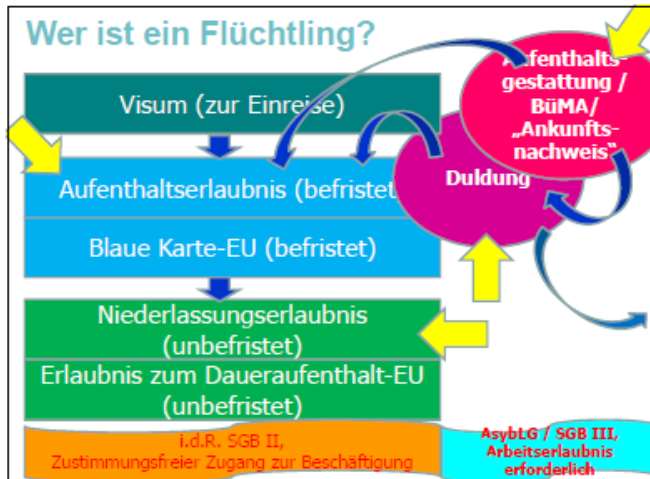 Wer ist ein Flüchtling?
Visum (zur Einreise)
Aufenthaltserlaubnis (befristet
Blaue Karte-EU (befristet)
Niederlassungserlaubnis
(unbefristet)
Erlaubnis zum Daueraufenthalt-EU
(unbefristet)
Aufenthalts-
gestattung /
BüMA/
„Ankunfts-
nachweis“
Duldung
i.d.R. SGB II,
Zustimmungsfreier Zugang zur Beschäftigung
AsybLG / SGB III,
Arbeitserlaubnis
erforderlich